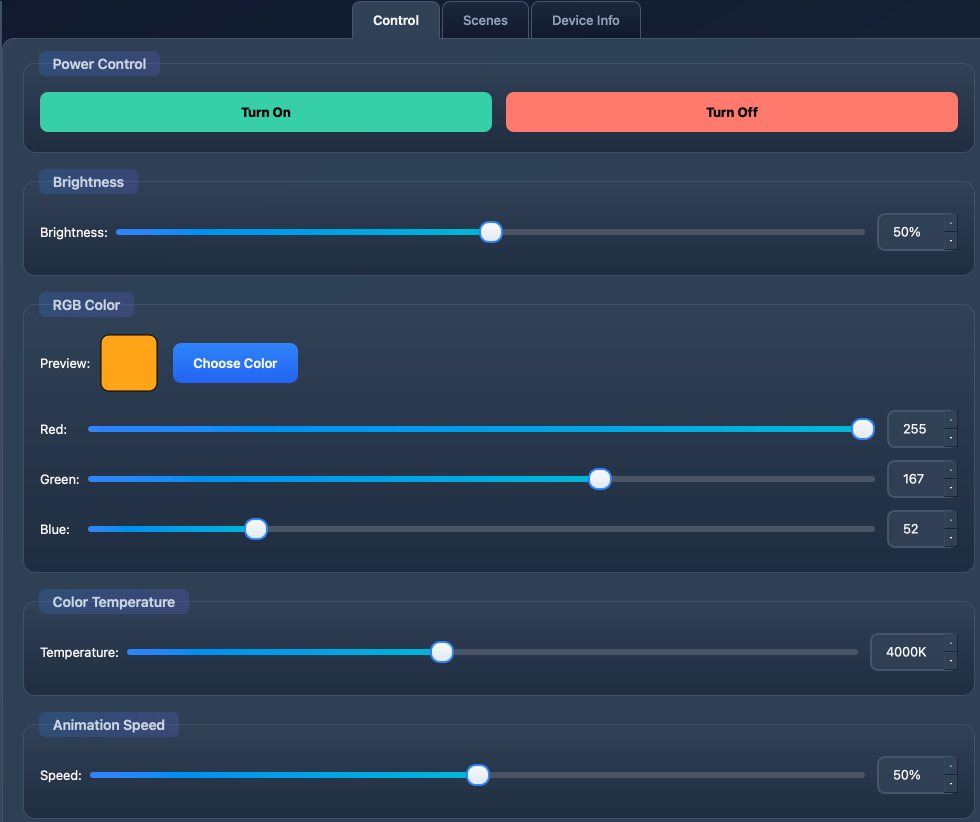 Control Scenes Device Info
Power Control
Turn On Turn Off
Brightness
Brightness: 50%
RGB Color
Preview: Choose Color
Red: 255
Green: 167
Blue: 52
Color Temperature
Temperature: 4000K
Animation Speed
Speed: 50%